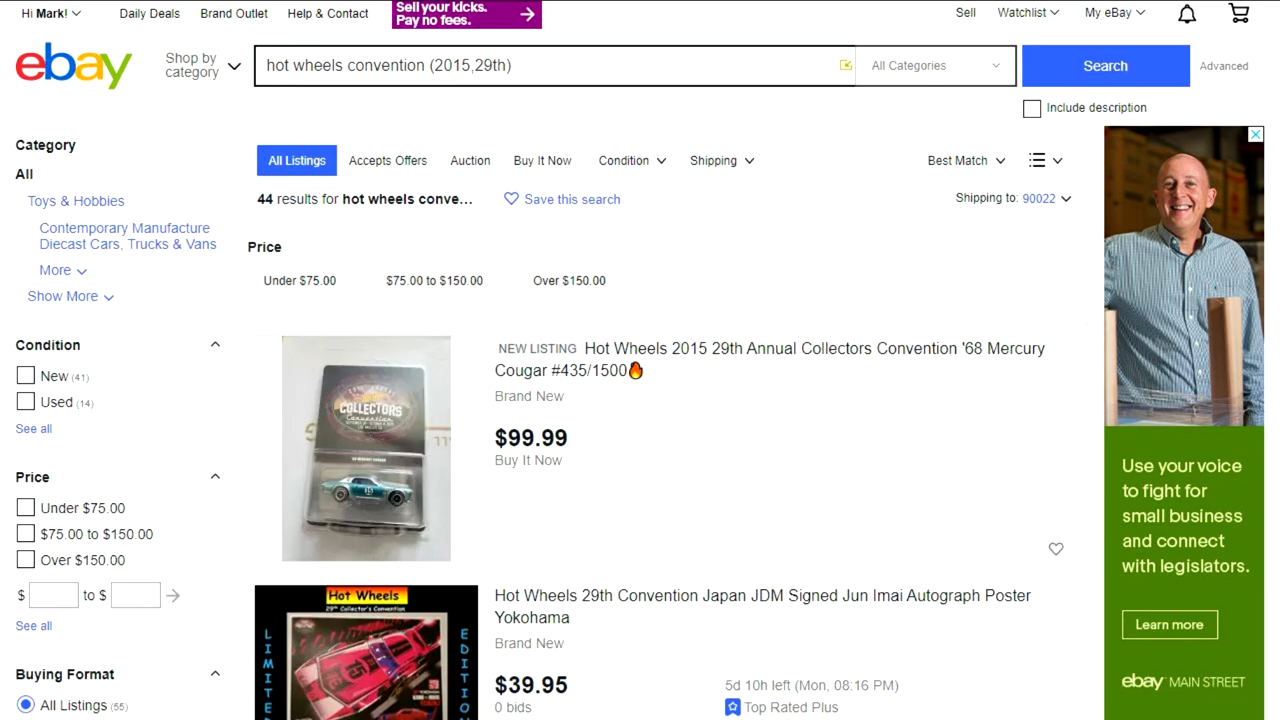 Hi Mark!
Daily Deals
Brand Outlet
Help & Contact
Sell your kicks.
Pay no fees.
Sell
Watchlist
My eBay
ebay
Shop by
category
hot wheels convention (2015,29th)
All Categories
Search
Advanced
Include description
Category
All
Toys & Hobbies
Contemporary Manufacture
Diecast Cars, Trucks & Vans
More
Show More
Condition
New (41)
Used (14)
See all
Price
Under $75.00
$75.00 to $150.00
Over $150.00
$ to $
See all
Buying Format
All Listings (55)
All Listings
Accepts Offers
Auction
Buy It Now
Condition
Shipping
Best Match
44 results for hot wheels conve...
Save this search
Shipping to: 90022
Price
Under $75.00
$75.00 to $150.00
Over $150.00
COLLECTORS
Convention
NEW LISTING Hot Wheels 2015 29th Annual Collectors Convention '68 Mercury
Cougar #435/1500🔥
Brand New
$99.99
Buy It Now
Hot Wheels
29th Collector's Convention
LIMITE
EDITIO
Hot Wheels 29th Convention Japan JDM Signed Jun Imai Autograph Poster
Yokohama
Brand New
$39.95
0 bids
5d 10h left (Mon, 08:16 PM)
Top Rated Plus
Use your voice
to fight for
small business
and connect
with legislators.
Learn more
ebay MAIN STREET